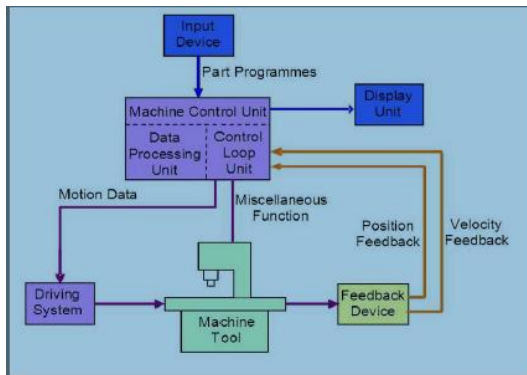 Input
Device
Part Programmes
Machine Control Unit
Display
Unit
Data
Processing
Unit
Control
Loop
Unit
Motion Data
Miscellaneous
Function
Position
Feedback
Velocity
Feedback
Driving
System
Machine
Tool
Feedback
Device